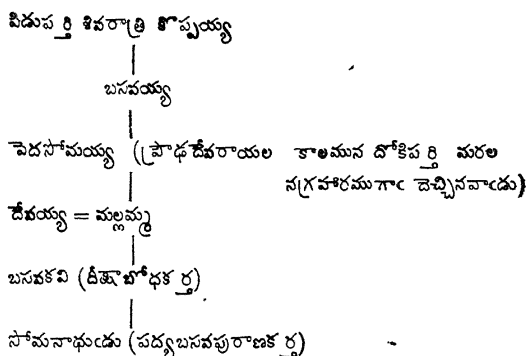 పిడుపర్తి శివరాత్రి కొప్పయ్య
బసవయ్య
పెదసోమయ్య (ప్రౌఢదేవరాయల కాలమున దోకిపర్తి మరల
నగ్రహారముగాఁ దెచ్చినవాఁడు)
దేవయ్య = మల్లమ్మ
బసవకవి (దీక్షాబోధకర్త)
సోమనాథుఁడు (పద్యబసవపురాణకర్త)